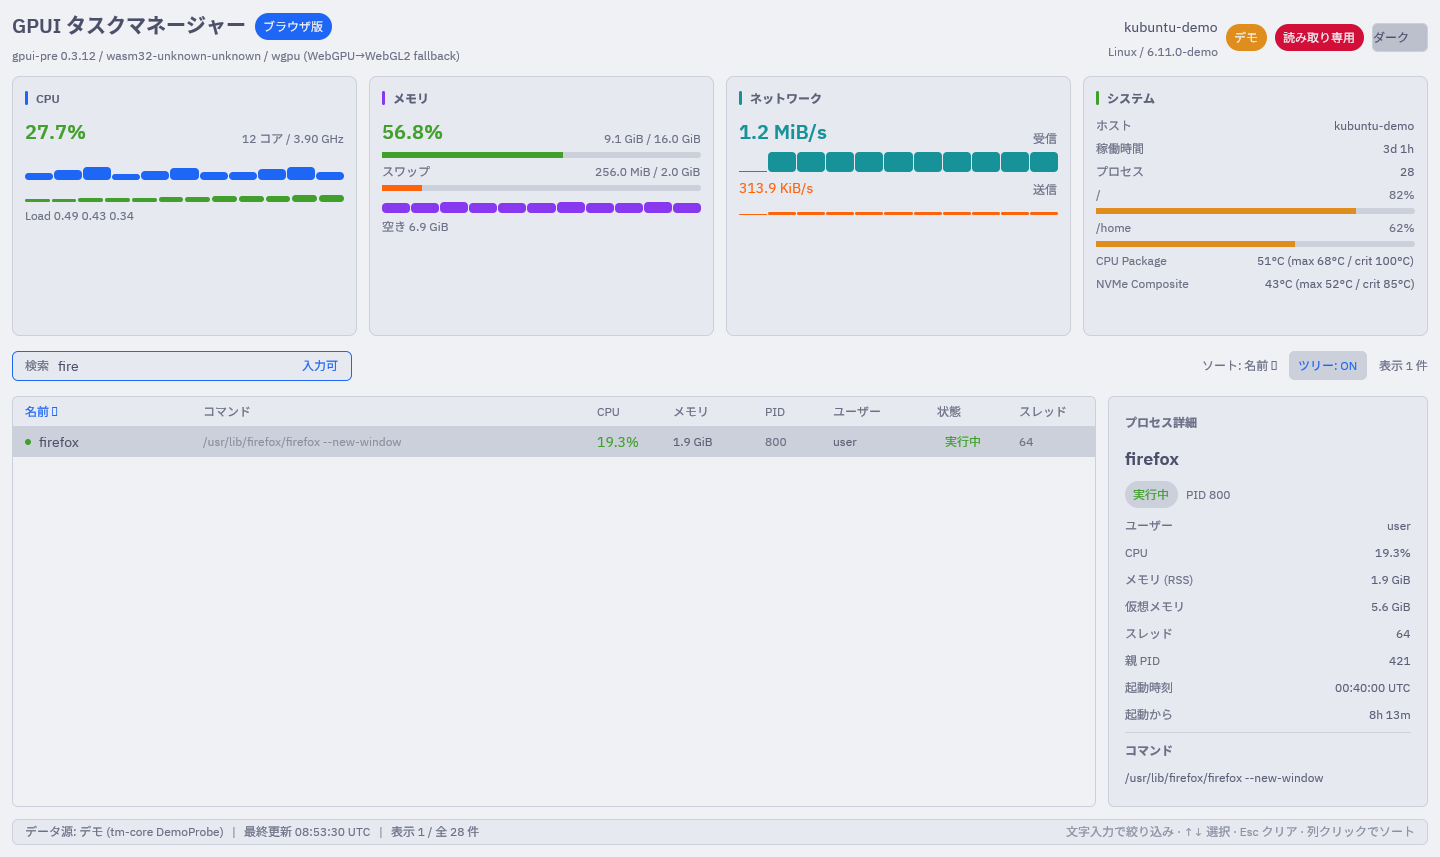 GPUI タスクマネージャー ブラウザ版
gpui-pre 0.3.12 / wasm32-unknown-unknown / wgpu (WebGPU→WebGL2 fallback)
kubuntu-demo
Linux / 6.11.0-demo
デモ 読み取り専用 ダーク
CPU
27.7% 12 コア / 3.90 GHz
Load 0.49 0.43 0.34
メモリ
56.8% 9.1 GiB / 16.0 GiB
スワップ 256.0 MiB / 2.0 GiB
空き 6.9 GiB
ネットワーク
1.2 MiB/s 受信
313.9 KiB/s 送信
システム
ホスト kubuntu-demo
稼働時間 3d 1h
プロセス 28
/ 82%
/home 62%
CPU Package 51°C (max 68°C / crit 100°C)
NVMe Composite 43°C (max 52°C / crit 85°C)
検索 fire 入力可
ソート: 名前 ツリー: ON 表示 1 件
名前 コマンド CPU メモリ PID ユーザー 状態 スレッド
firefox /usr/lib/firefox/firefox --new-window 19.3% 1.9 GiB 800 user 実行中 64
プロセス詳細
firefox
実行中 PID 800
ユーザー user
CPU 19.3%
メモリ (RSS) 1.9 GiB
仮想メモリ 5.6 GiB
スレッド 64
親 PID 421
起動時刻 00:40:00 UTC
起動から 8h 13m
コマンド
/usr/lib/firefox/firefox --new-window
データ源: デモ (tm-core DemoProbe) | 最終更新 08:53:30 UTC | 表示 1 / 全 28 件
文字入力で絞り込み · ↑↓ 選択 · Esc クリア · 列クリックでソート